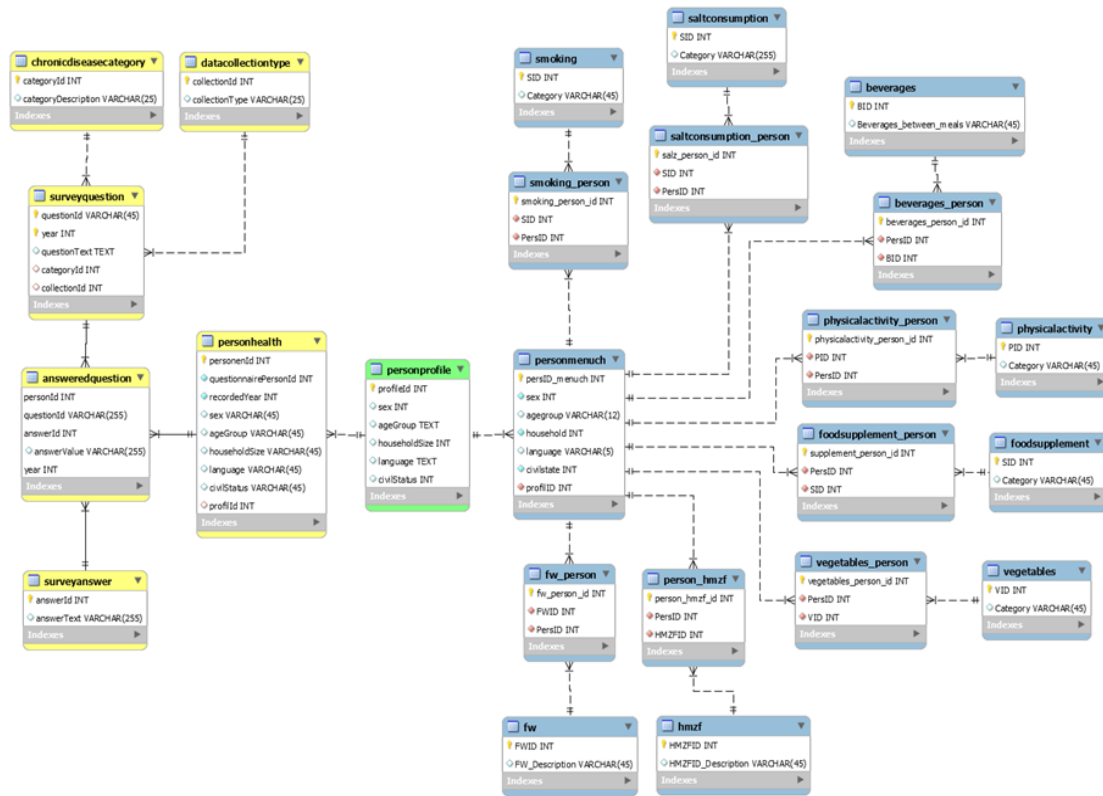 chronicdiseasecategory
categoryId INT
categoryDescription VARCHAR(25)
Indexes
datacollectiontype
collectionId INT
collectionType VARCHAR(25)
Indexes
surveyquestion
questionId VARCHAR(45)
year INT
questionText TEXT
categoryId INT
collectionId INT
Indexes
answeredquestion
personId INT
questionId VARCHAR(255)
answerId INT
answerValue VARCHAR(255)
year INT
Indexes
surveyanswer
answerId INT
answerText VARCHAR(255)
Indexes
personhealth
personenId INT
questionnairePersonId INT
recordedYear INT
sex VARCHAR(45)
ageGroup VARCHAR(45)
householdSize VARCHAR(45)
language VARCHAR(45)
civilStatus VARCHAR(45)
profilId INT
Indexes
personprofile
profileId INT
sex INT
ageGroup TEXT
householdSize INT
language TEXT
civilStatus INT
Indexes
smoking
SID INT
Category VARCHAR(45)
Indexes
smoking_person
smoking_person_id INT
SID INT
PersID INT
Indexes
personmenuch
persID_menuch INT
sex INT
agegroup VARCHAR(12)
household INT
language VARCHAR(5)
civilstate INT
profilID INT
Indexes
fw_person
fw_person_id INT
FWID INT
PersID INT
Indexes
fw
FWID INT
FW_Description VARCHAR(45)
Indexes
person_hmzf
person_hmzf_id INT
PersID INT
HMZFID INT
Indexes
hmzf
HMZFID INT
HMZFID_Description VARCHAR(45)
Indexes
saltconsumption
SID INT
Category VARCHAR(255)
Indexes
saltconsumption_person
salz_person_id INT
SID INT
PersID INT
Indexes
beverages
BID INT
Beverages_between_meals VARCHAR(45)
Indexes
beverages_person
beverages_person_id INT
PersID INT
BID INT
Indexes
physicalactivity_person
physicalactivity_person_id INT
PID INT
PersID INT
Indexes
physicalactivity
PID INT
Category VARCHAR(45)
Indexes
foodsupplement_person
supplement_person_id INT
PersID INT
SID INT
Indexes
foodsupplement
SID INT
Category VARCHAR(45)
Indexes
vegetables_person
vegetables_person_id INT
PersID INT
VID INT
Indexes
vegetables
VID INT
Category VARCHAR(45)
Indexes